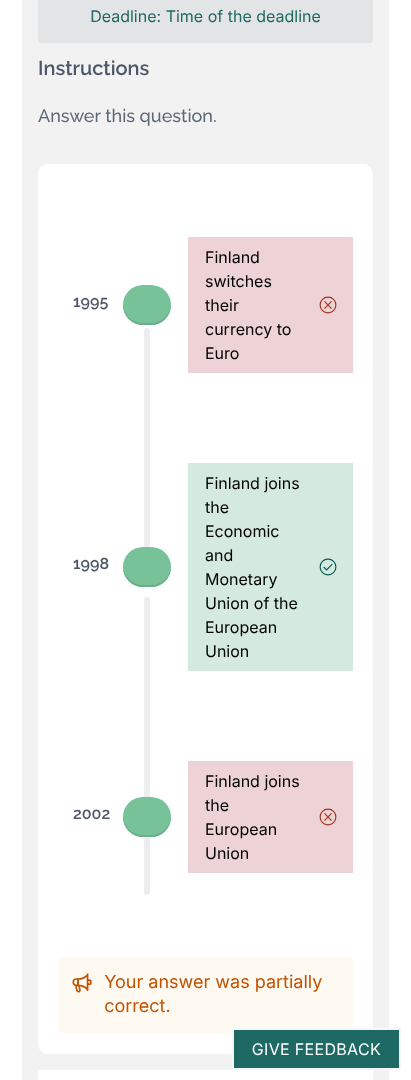 Deadline: Time of the deadline
Instructions
Answer this question.
1995
Finland
switches
their
currency to
Euro
1998
Finland joins
the
Economic
and
Monetary
Union of the
European
Union
2002
Finland joins
the
European
Union
Your answer was partially
correct.
GIVE FEEDBACK